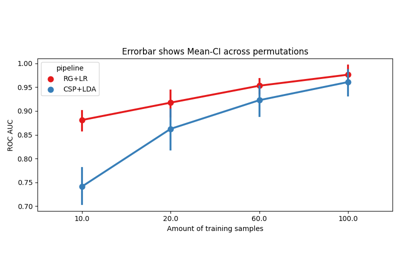 Errorbar shows Mean-CI across permutations
pipeline
RG+LR
CSP+LDA
ROC AUC
1.00
0.95
0.90
0.85
0.80
0.75
0.70
10.0 20.0 60.0 100.0
Amount of training samples